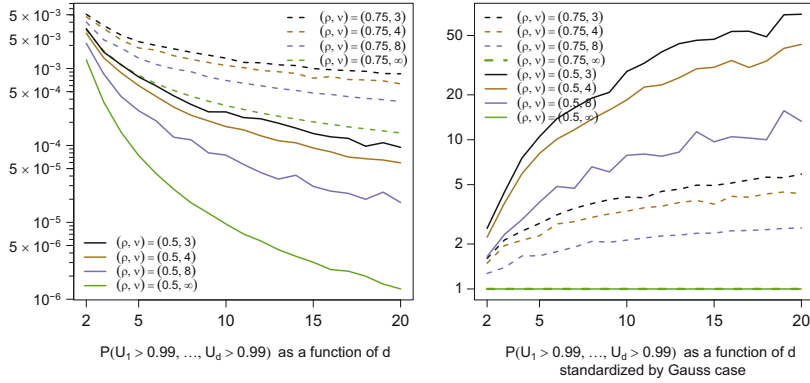 5 × 10⁻³
10⁻³
5 × 10⁻⁴
10⁻⁴
5 × 10⁻⁵
10⁻⁵
5 × 10⁻⁶
10⁻⁶
(ρ, ν) = (0.75, 3)
(ρ, ν) = (0.75, 4)
(ρ, ν) = (0.75, 8)
(ρ, ν) = (0.75, ∞)
(ρ, ν) = (0.5, 3)
(ρ, ν) = (0.5, 4)
(ρ, ν) = (0.5, 8)
(ρ, ν) = (0.5, ∞)
2 5 10 15 20
P(U₁ > 0.99, ..., U_d > 0.99) as a function of d
50
20
10
5
2
1
(ρ, ν) = (0.75, 3)
(ρ, ν) = (0.75, 4)
(ρ, ν) = (0.75, 8)
(ρ, ν) = (0.75, ∞)
(ρ, ν) = (0.5, 3)
(ρ, ν) = (0.5, 4)
(ρ, ν) = (0.5, 8)
(ρ, ν) = (0.5, ∞)
2 5 10 15 20
P(U₁ > 0.99, ..., U_d > 0.99) as a function of d
standardized by Gauss case